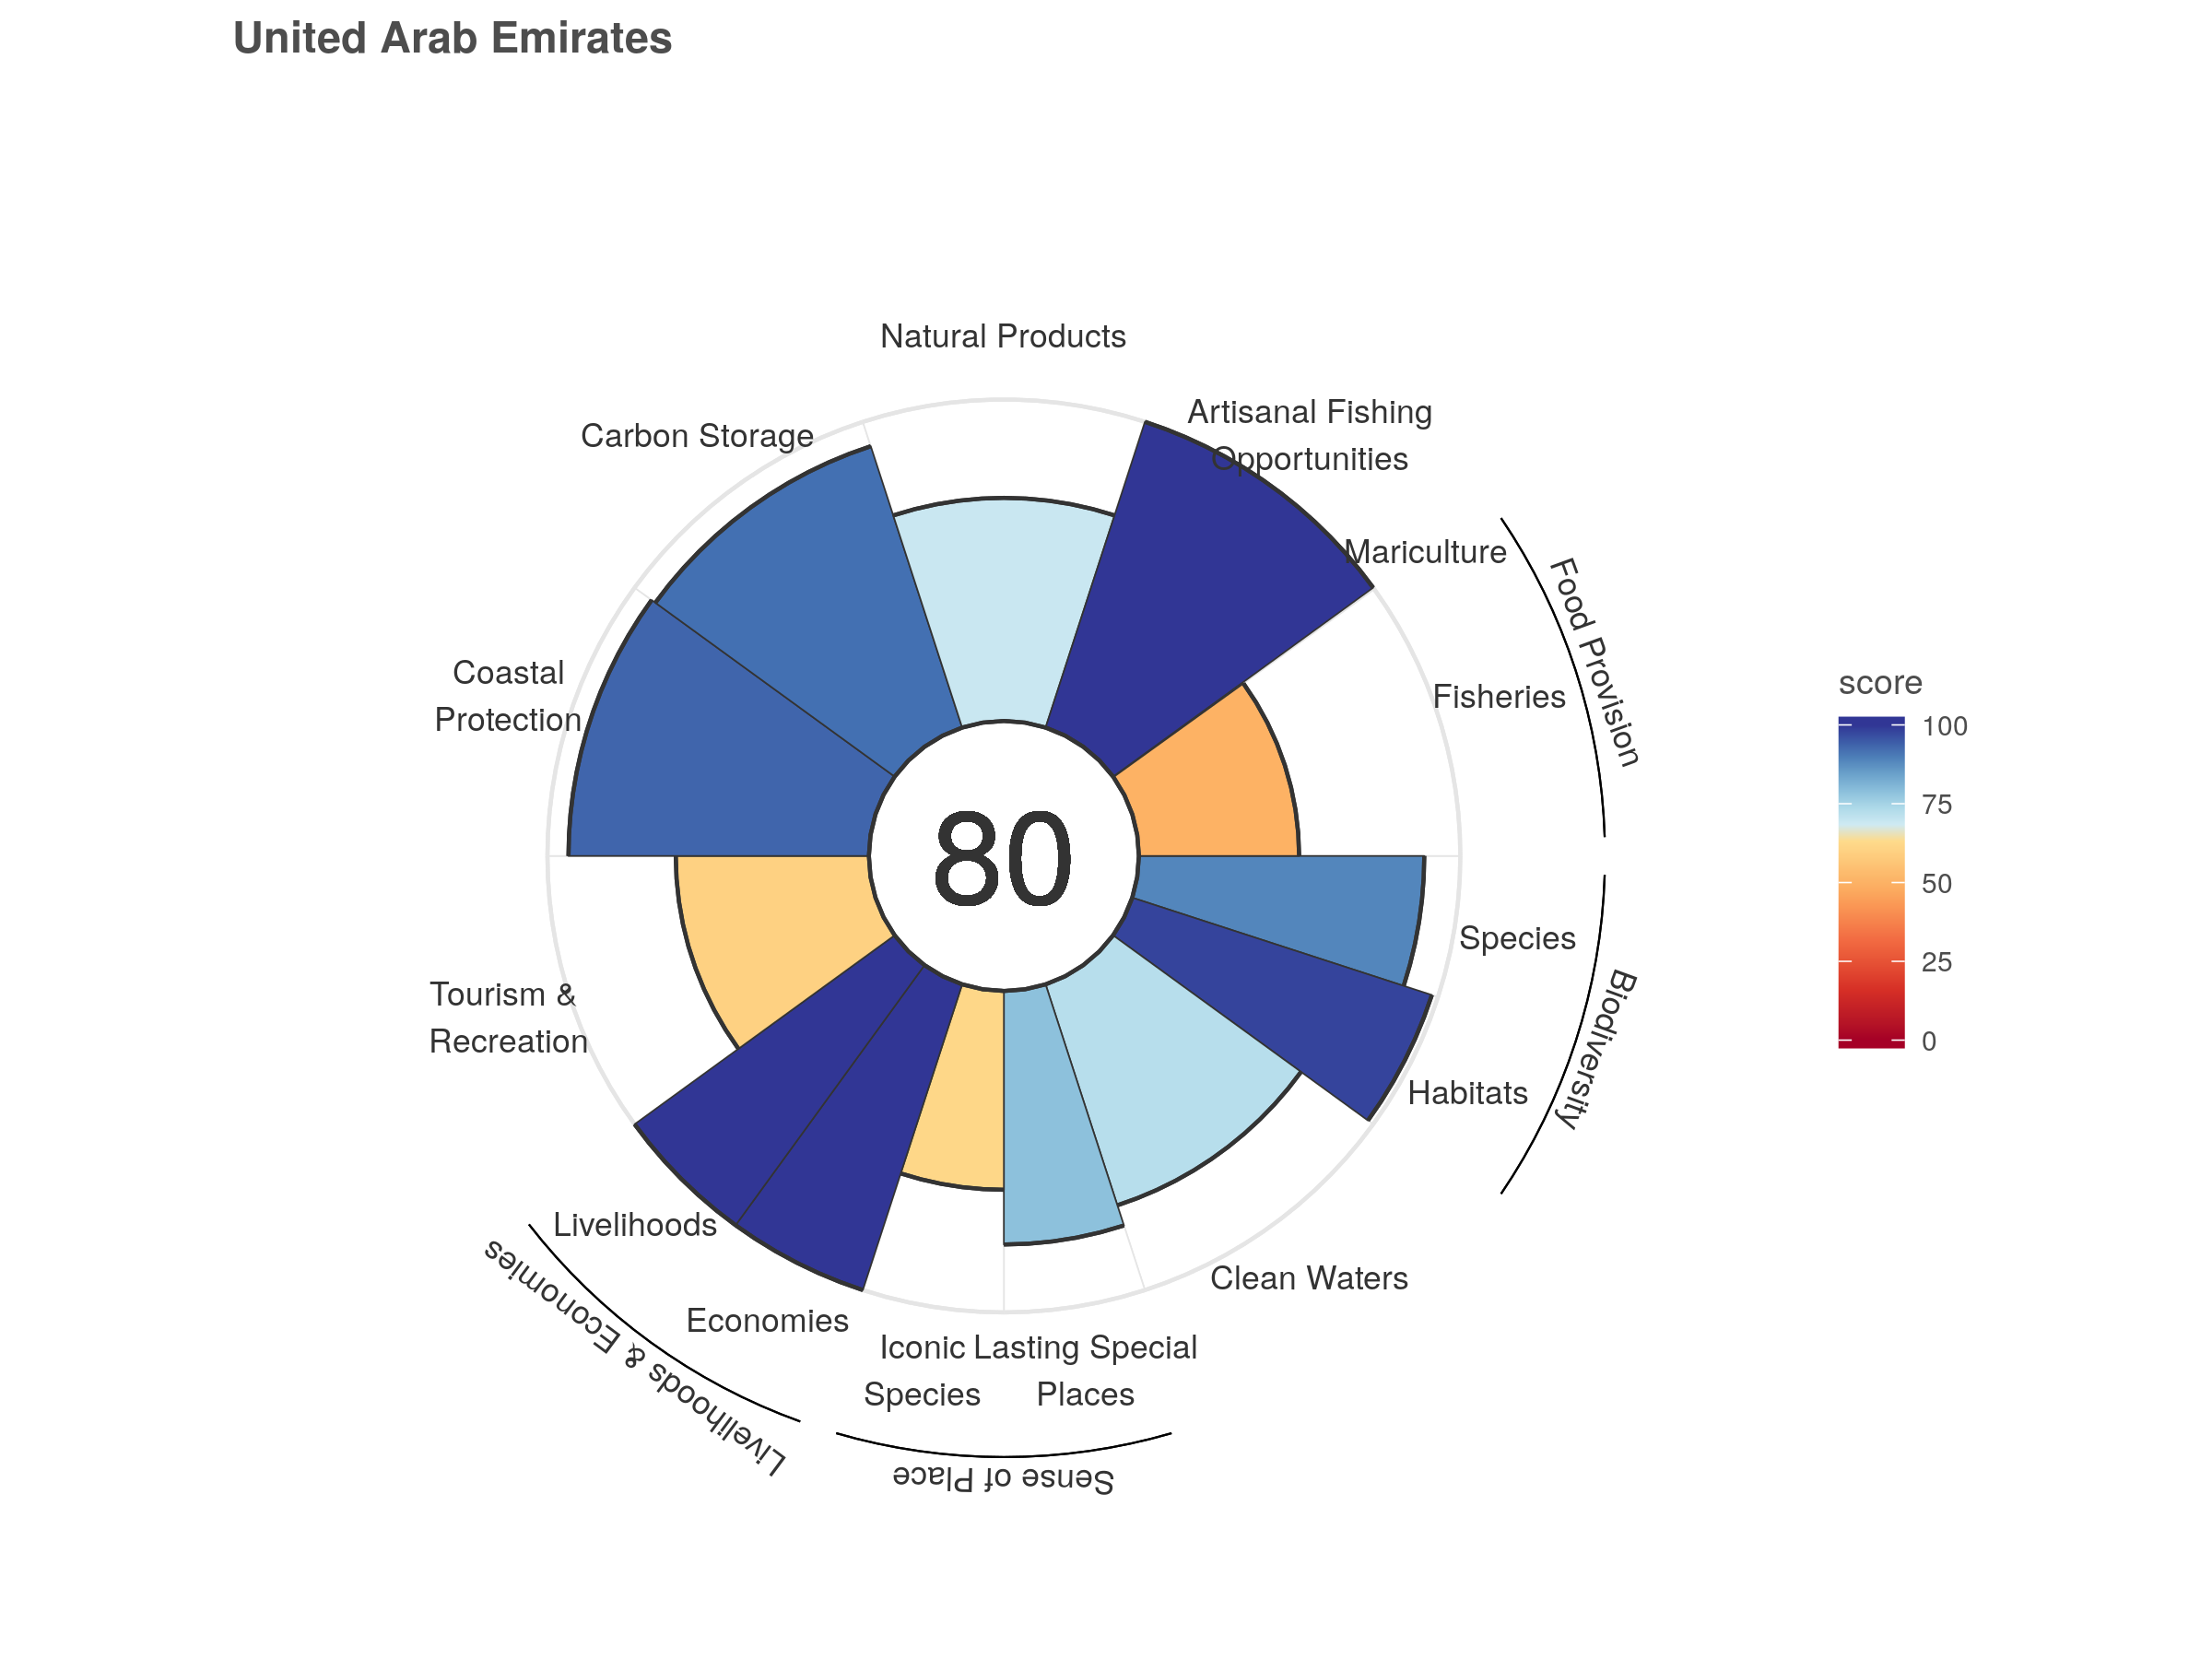 United Arab Emirates
Natural Products
Artisanal Fishing
Opportunities
Carbon Storage
Mariculture
Food Provision
Fisheries
Coastal
Protection
score
100
75
50
25
0
80
Species
Biodiversity
Tourism &
Recreation
Habitats
Livelihoods
Clean Waters
Economies
Livelihoods & Economies
Iconic
Species
Lasting Special
Places
Sense of Place